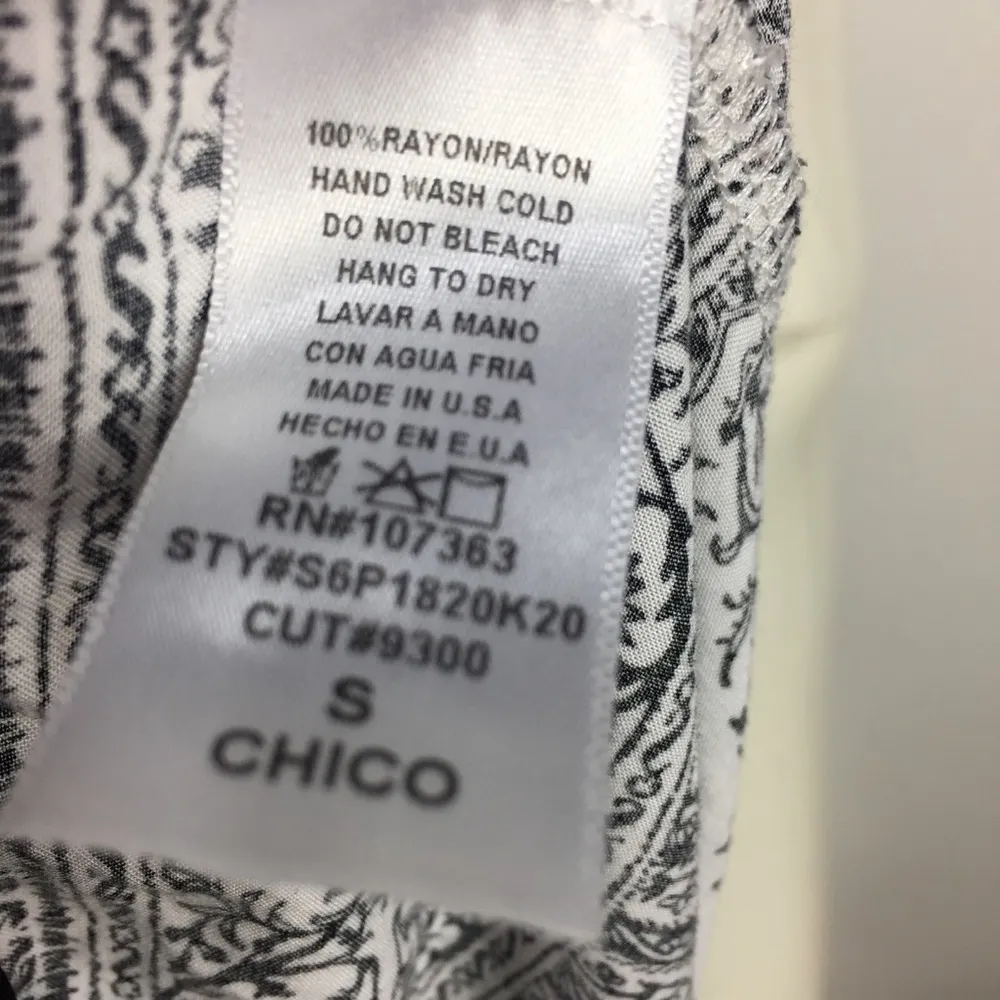 100%RAYON/RAYON
HAND WASH COLD
DO NOT BLEACH
HANG TO DRY
LAVAR A MANO
CON AGUA FRIA
MADE IN U.S.A
HECHO EN E.U.A
RN#107363
STY#S6P1820K20
CUT#9300
S
CHICO